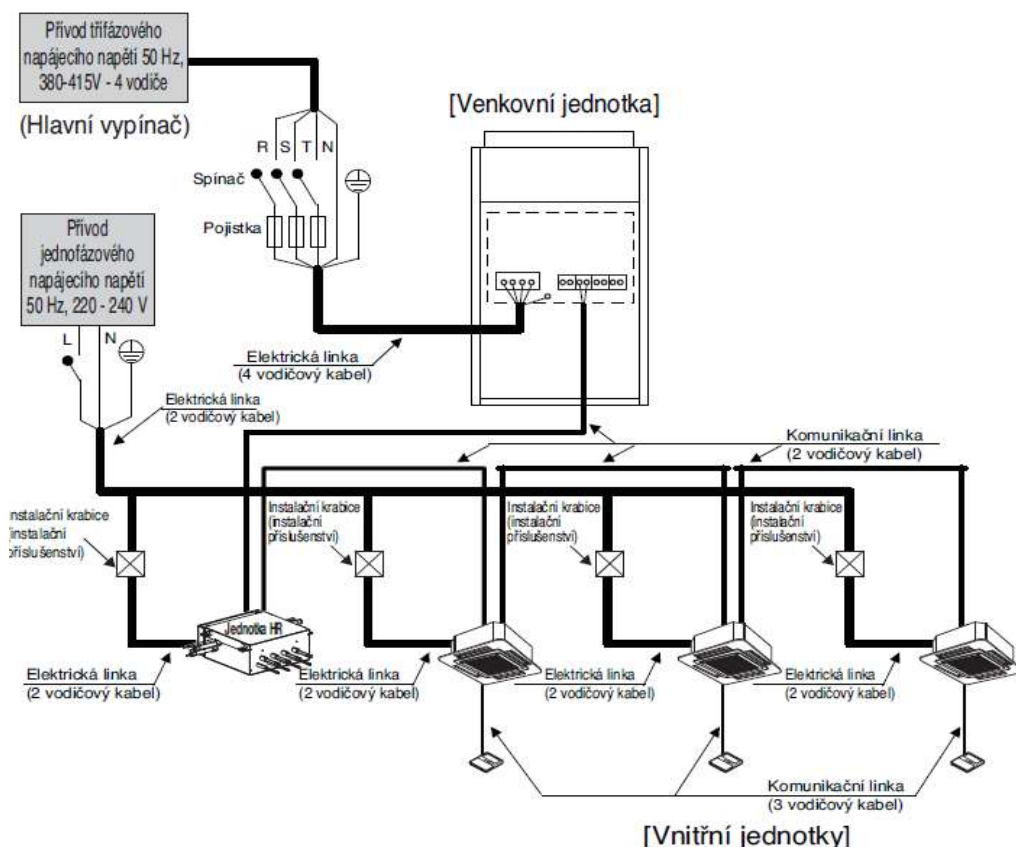 Přívod třífázového
napájecího napětí 50 Hz,
380-415V - 4 vodiče
(Hlavní vypínač)
[Venkovní jednotka]
R S T N
Spínač
Pojistka
Přívod
jednofázového
napájecího napětí
50 Hz, 220 - 240 V
L N
Elektrická linka
(4 vodičový kabel)
Elektrická linka
(2 vodičový kabel)
Komunikační linka
(2 vodičový kabel)
nstalační krabice
(instalační
příslušenství)
Instalační krabice
(instalační
příslušenství)
Instalační krabice
(instalační
příslušenství)
Instalační krabice
(instalační
příslušenství)
Jednotka HR
Elektrická linka
(2 vodičový kabel)
Elektrická linka
(2 vodičový kabel)
Elektrická linka
(2 vodičový kabel)
Elektrická linka
(2 vodičový kabel)
Komunikační linka
(3 vodičový kabel)
[Vnitřní jednotky]